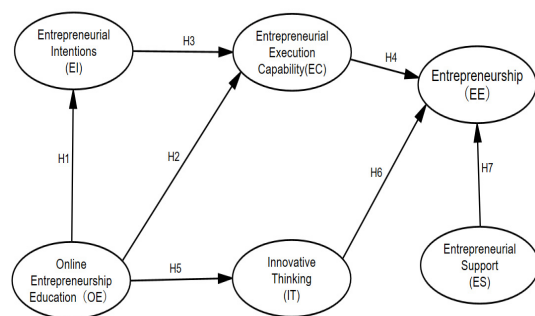 Entrepreneurial
Intentions
(EI)
H3
Entrepreneurial
Execution
Capability(EC)
H4
Entrepreneurship
（EE）
H1
H2
H6
H7
Online
Entrepreneurship
Education（OE）
H5
Innovative
Thinking
(IT)
Entrepreneurial
Support
(ES)